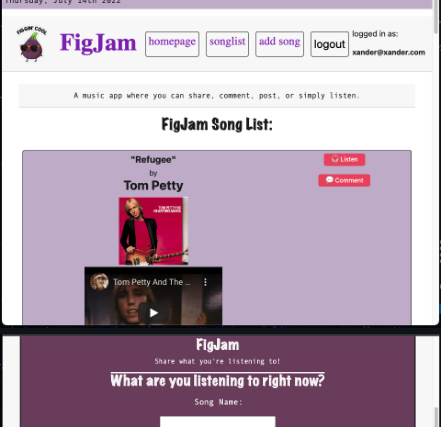 Thursday, July 14th 2022
FIGGIN' COOL
FigJam
homepage
songlist
add song
logout
logged in as:
xander@xander.com
A music app where you can share, comment, post, or simply listen.
FigJam Song List:
"Refugee"
by
Tom Petty
Listen
Comment
Tom Petty And The ...
FigJam
Share what you're listening to!
What are you listening to right now?
Song Name: